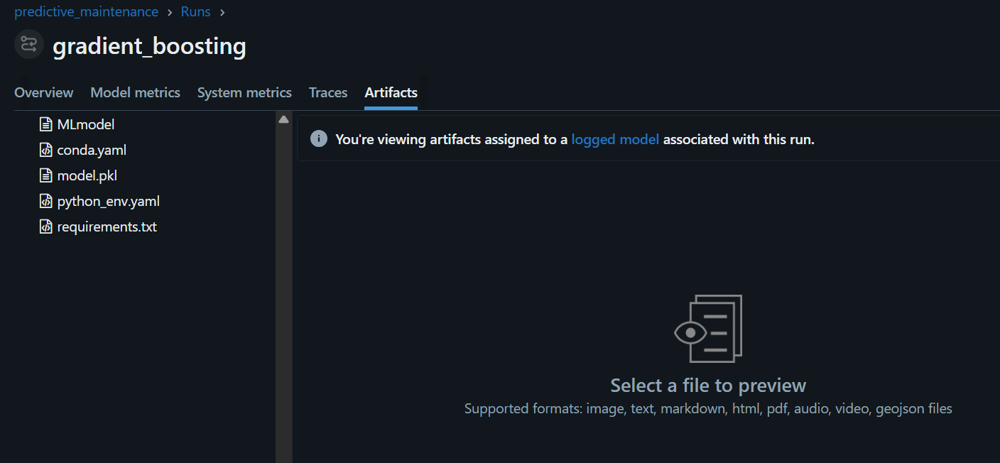 predictive_maintenance > Runs >
gradient_boosting
Overview Model metrics System metrics Traces Artifacts
MLmodel
conda.yaml
model.pkl
python_env.yaml
requirements.txt
You're viewing artifacts assigned to a logged model associated with this run.
Select a file to preview
Supported formats: image, text, markdown, html, pdf, audio, video, geojson files